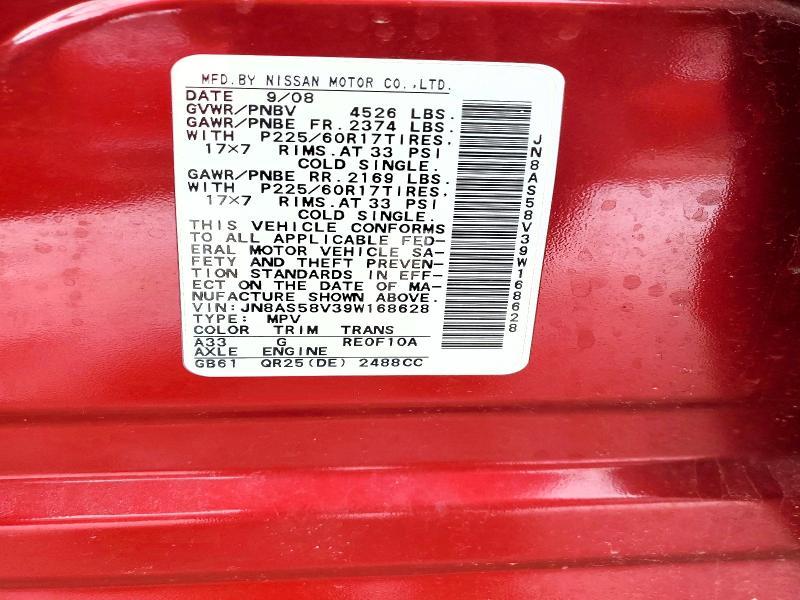 MFD.BY NISSAN MOTOR CO.,LTD.
DATE 9/08
GVWR/PNBV 4526 LBS.
GAWR/PNBE FR.2374 LBS.
WITH P225/60R17TIRES.
17×7 RIMS.AT 33 PSI
COLD SINGLE.
GAWR/PNBE RR.2169 LBS.
WITH P225/60R17TIRES.
17×7 RIMS.AT 33 PSI
COLD SINGLE.
THIS VEHICLE CONFORMS
TO ALL APPLICABLE FED-
ERAL MOTOR VEHICLE SA-
FETY AND THEFT PREVEN-
TION STANDARDS IN EFF-
ECT ON THE DATE OF MA-
NUFACTURE SHOWN ABOVE.
VIN:JN8AS58V39W168628
TYPE: MPV
COLOR TRIM TRANS
A33 G RE0F10A
AXLE ENGINE
GB61 QR25(DE) 2488CC
JN8AS58V39W168628